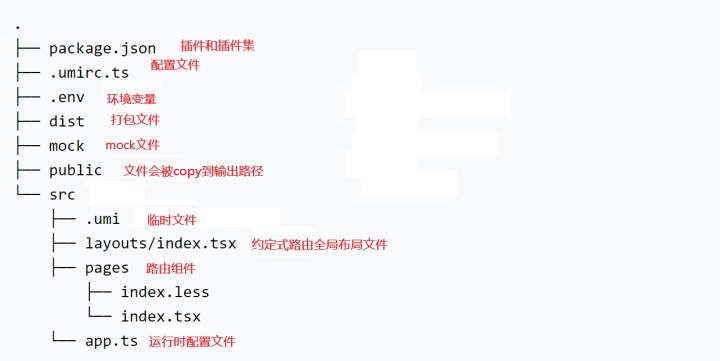 .
├── package.json 插件和插件集
├── .umirc.ts 配置文件
├── .env 环境变量
├── dist 打包文件
├── mock mock文件
├── public 文件会被copy到输出路径
└── src
    ├── .umi 临时文件
    ├── layouts/index.tsx 约定式路由全局布局文件
    ├── pages 路由组件
        ├── index.less
        └── index.tsx
    └── app.ts 运行时配置文件